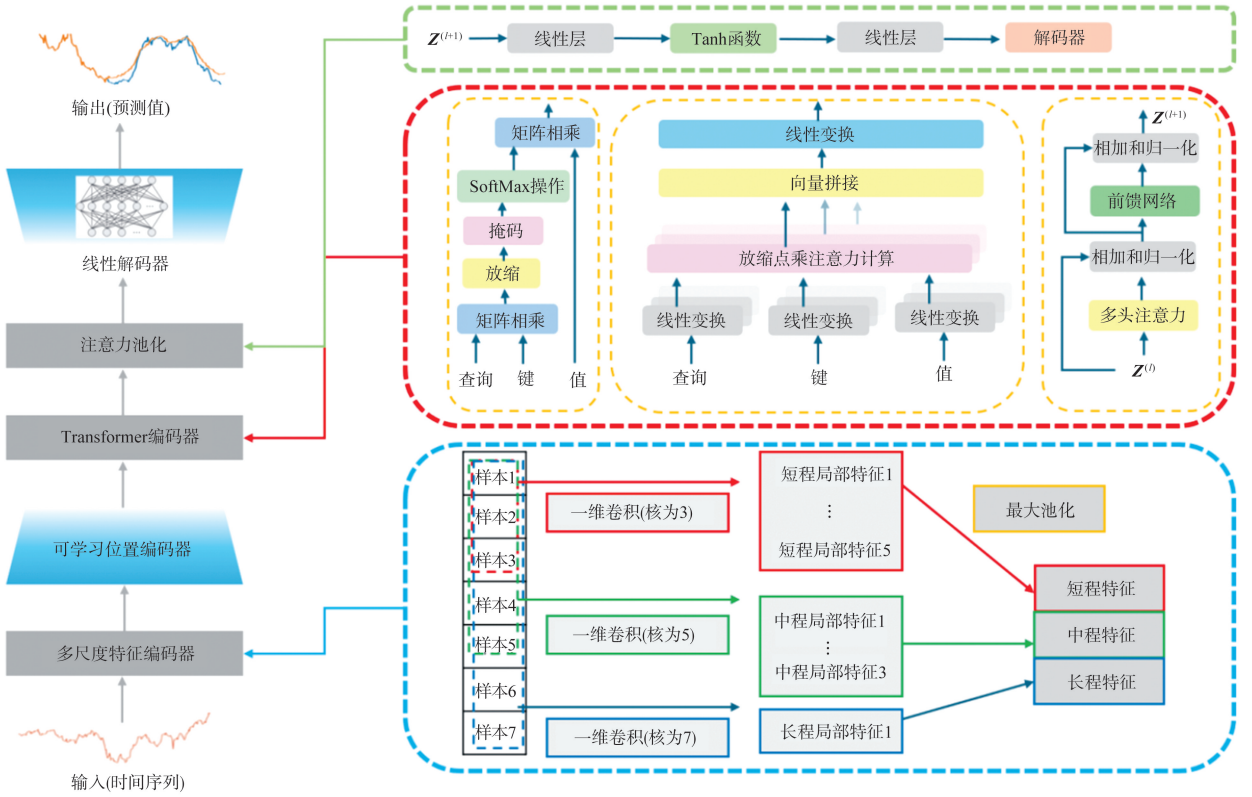 输出(预测值)
线性解码器
注意力池化
Transformer编码器
可学习位置编码器
多尺度特征编码器
输入(时间序列)
Z(l+1)
线性层
Tanh函数
线性层
解码器
矩阵相乘
SoftMax操作
掩码
放缩
矩阵相乘
查询
键
值
线性变换
向量拼接
放缩点乘注意力计算
线性变换
线性变换
线性变换
查询
键
值
Z(l+1)
相加和归一化
前馈网络
相加和归一化
多头注意力
Z(l)
样本1
样本2
样本3
样本4
样本5
样本6
样本7
一维卷积(核为3)
一维卷积(核为5)
一维卷积(核为7)
短程局部特征1
⋮
短程局部特征5
中程局部特征1
⋮
中程局部特征3
长程局部特征1
最大池化
短程特征
中程特征
长程特征